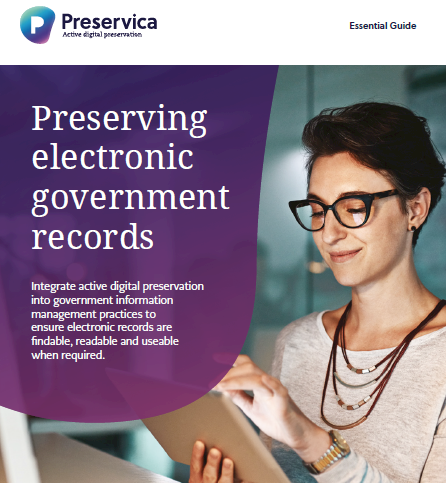 Preservica
Active digital preservation
Essential Guide
Preserving
electronic
government
records
Integrate active digital preservation
into government information
management practices to
ensure electronic records are
findable, readable and useable
when required.